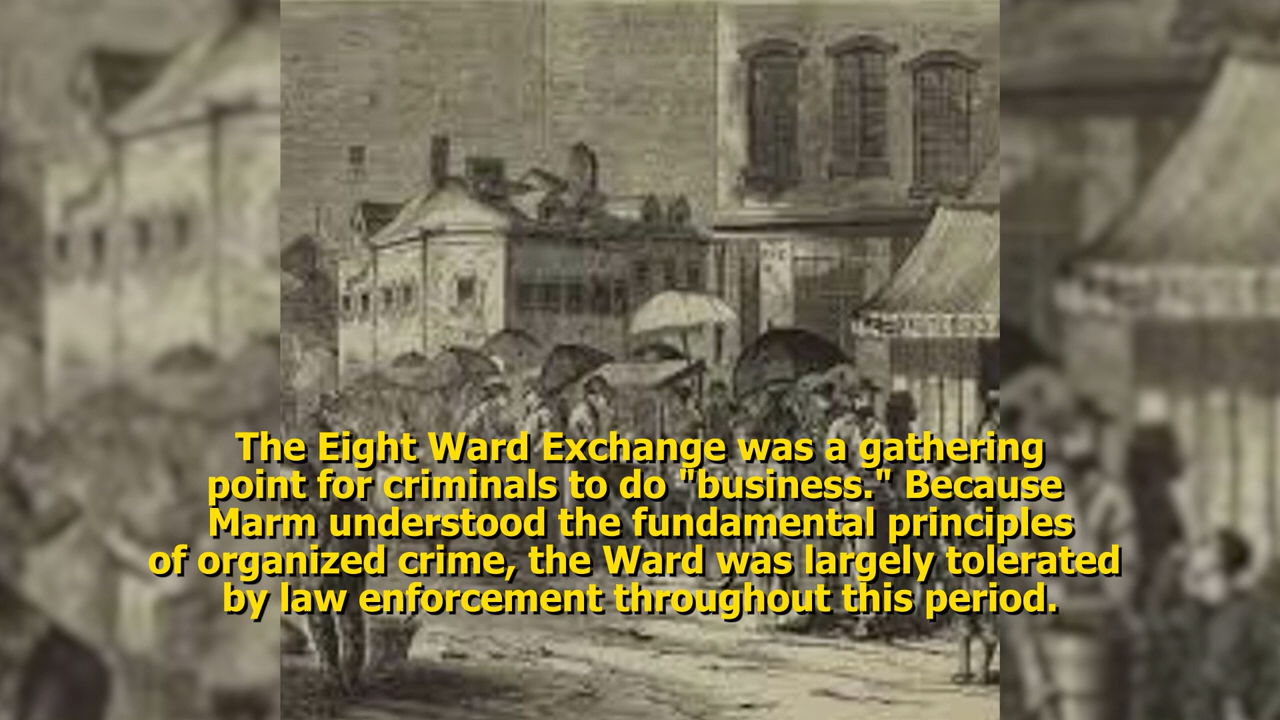 The Eight Ward Exchange was a gathering
point for criminals to do "business." Because
Marm understood the fundamental principles
of organized crime, the Ward was largely tolerated
by law enforcement throughout this period.